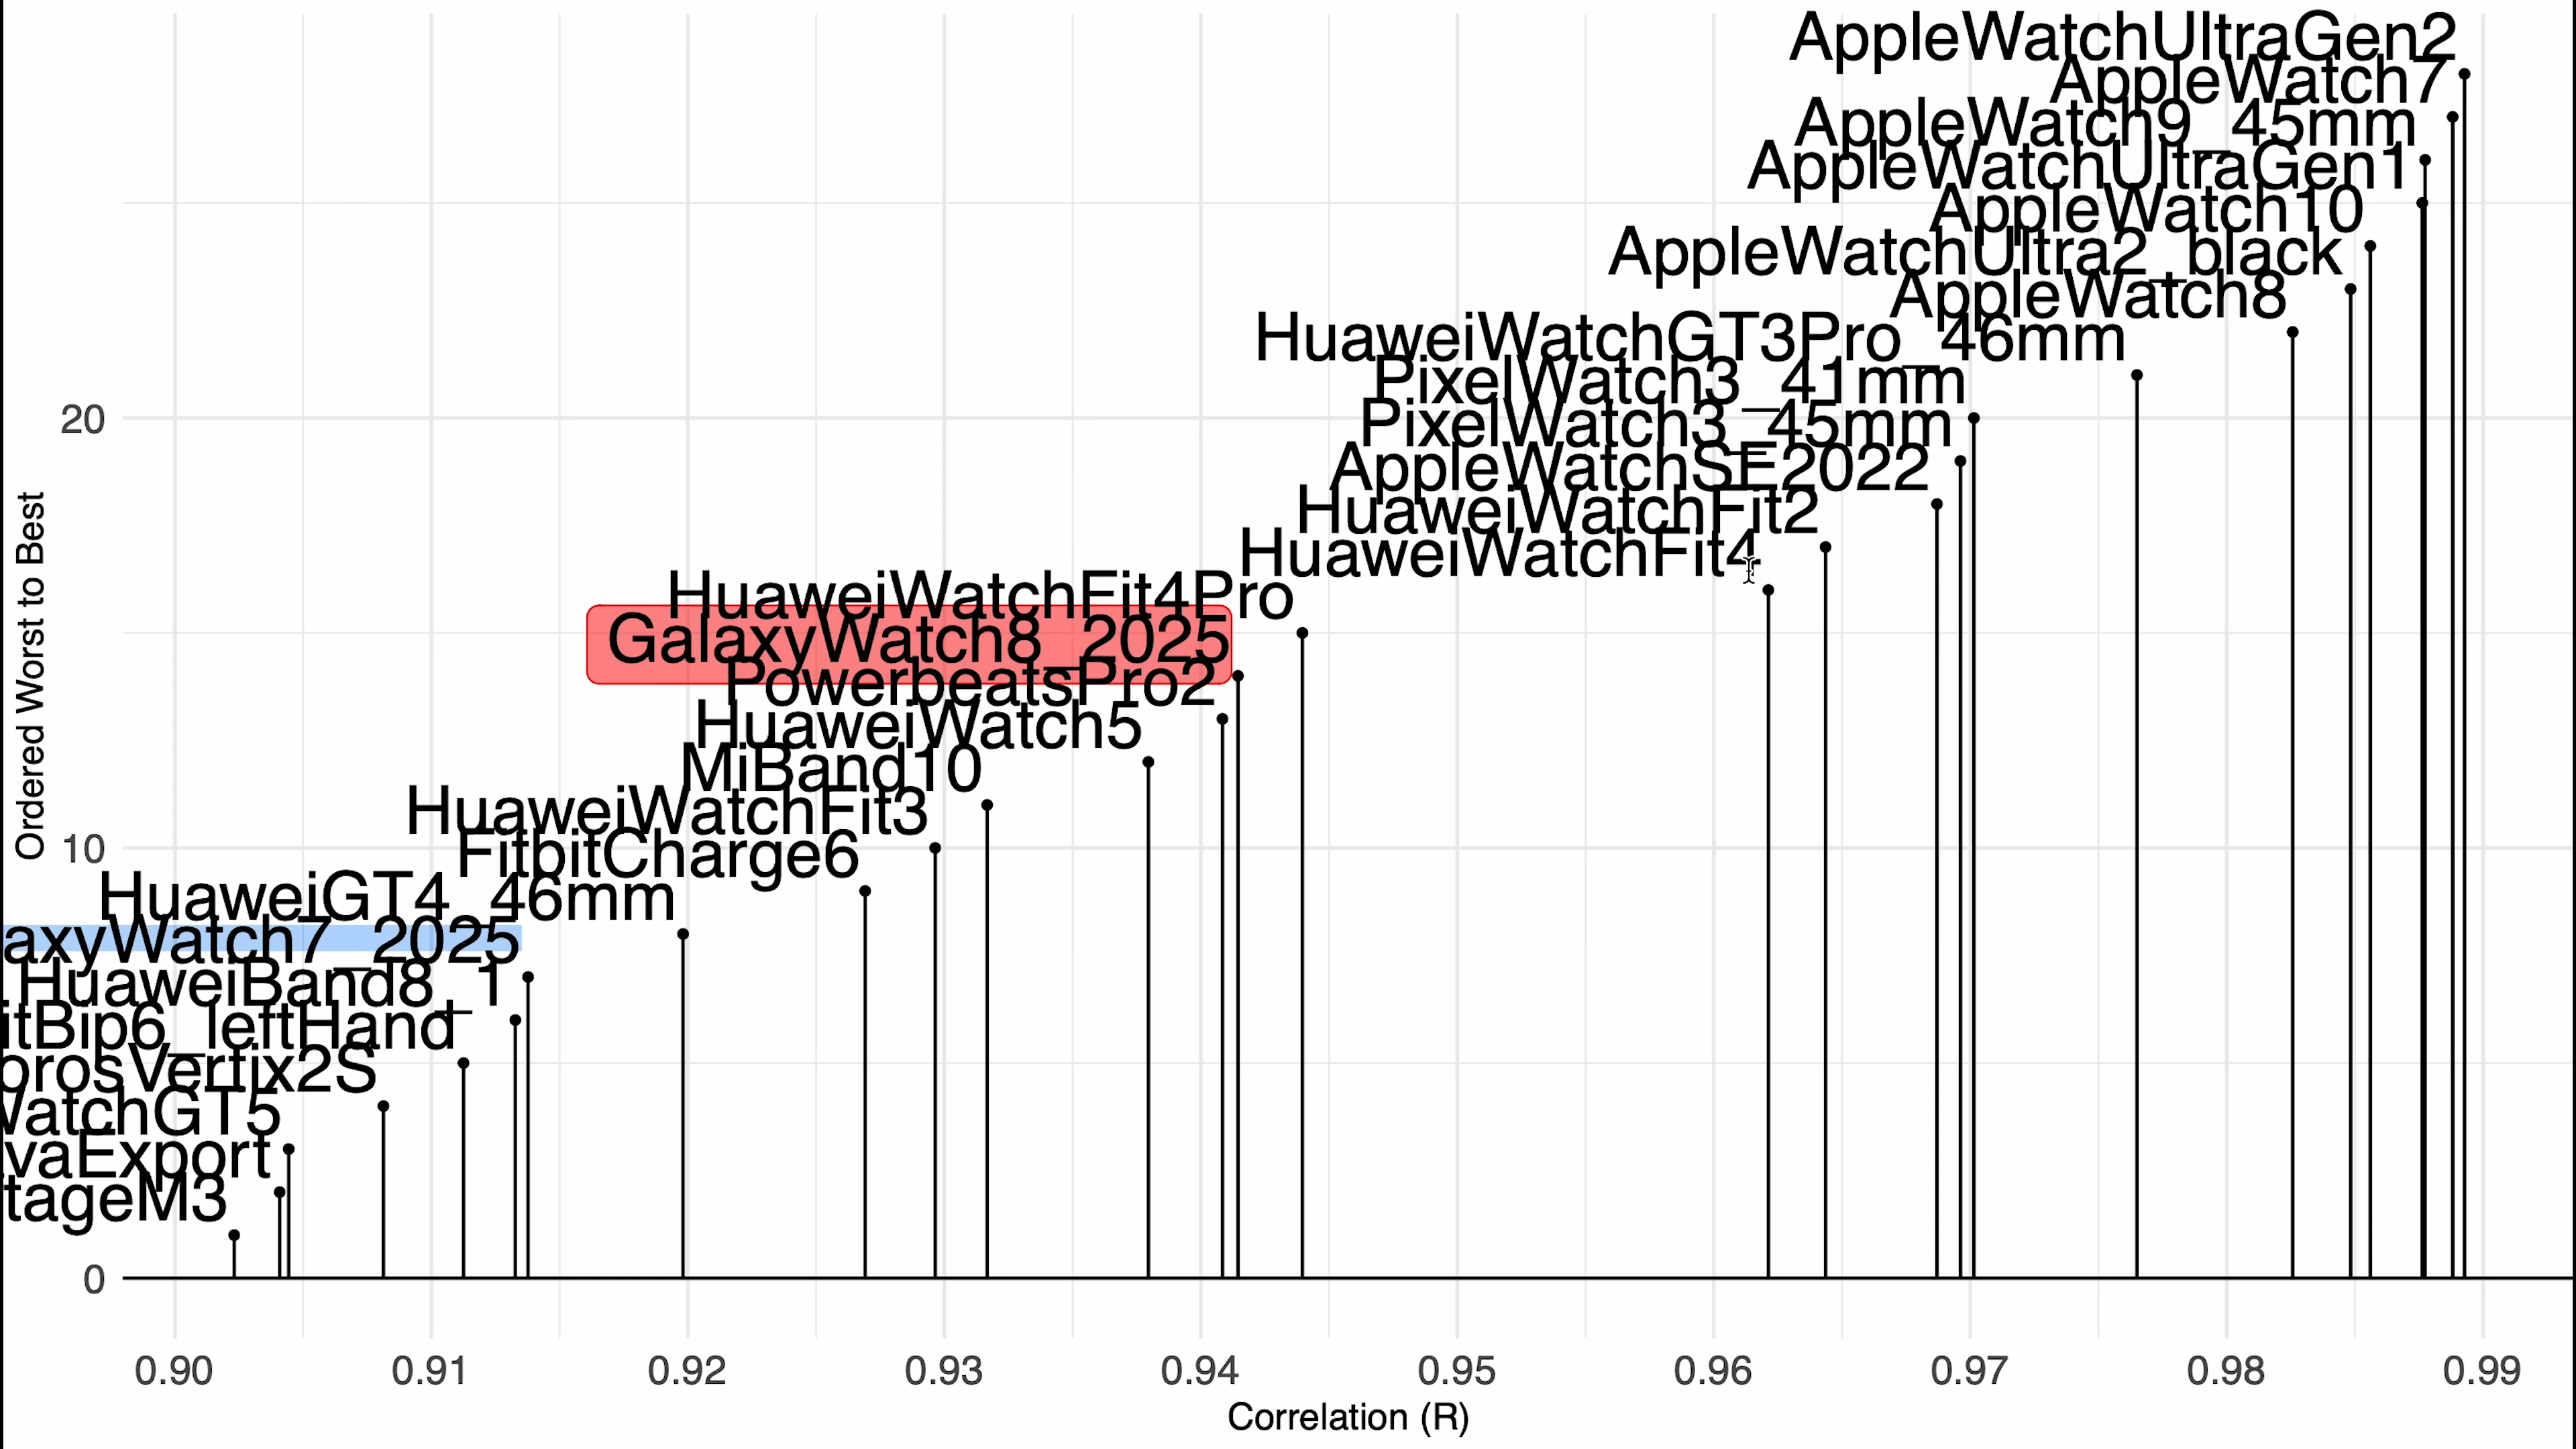 AppleWatchUltraGen2
AppleWatch7
AppleWatch9_45mm
AppleWatchUltraGen1
AppleWatch10
AppleWatchUltra2_black
AppleWatch8
HuaweiWatchGT3Pro_46mm
PixelWatch3_41mm
20
PixelWatch3_45mm
AppleWatchSE2022
HuaweiWatchFit2
HuaweiWatchFit4
HuaweiWatchFit4Pro
GalaxyWatch8_2025
PowerbeatsPro2
HuaweiWatch5
MiBand10
HuaweiWatchFit3
10
FitbitCharge6
HuaweiGT4_46mm
axyWatch7_2025
HuaweiBand8_1
itBip6_leftHand
orosVertix2S
WatchGT5
vaExport
tageM3
0
Ordered Worst to Best
0.90 0.91 0.92 0.93 0.94 0.95 0.96 0.97 0.98 0.99
Correlation (R)